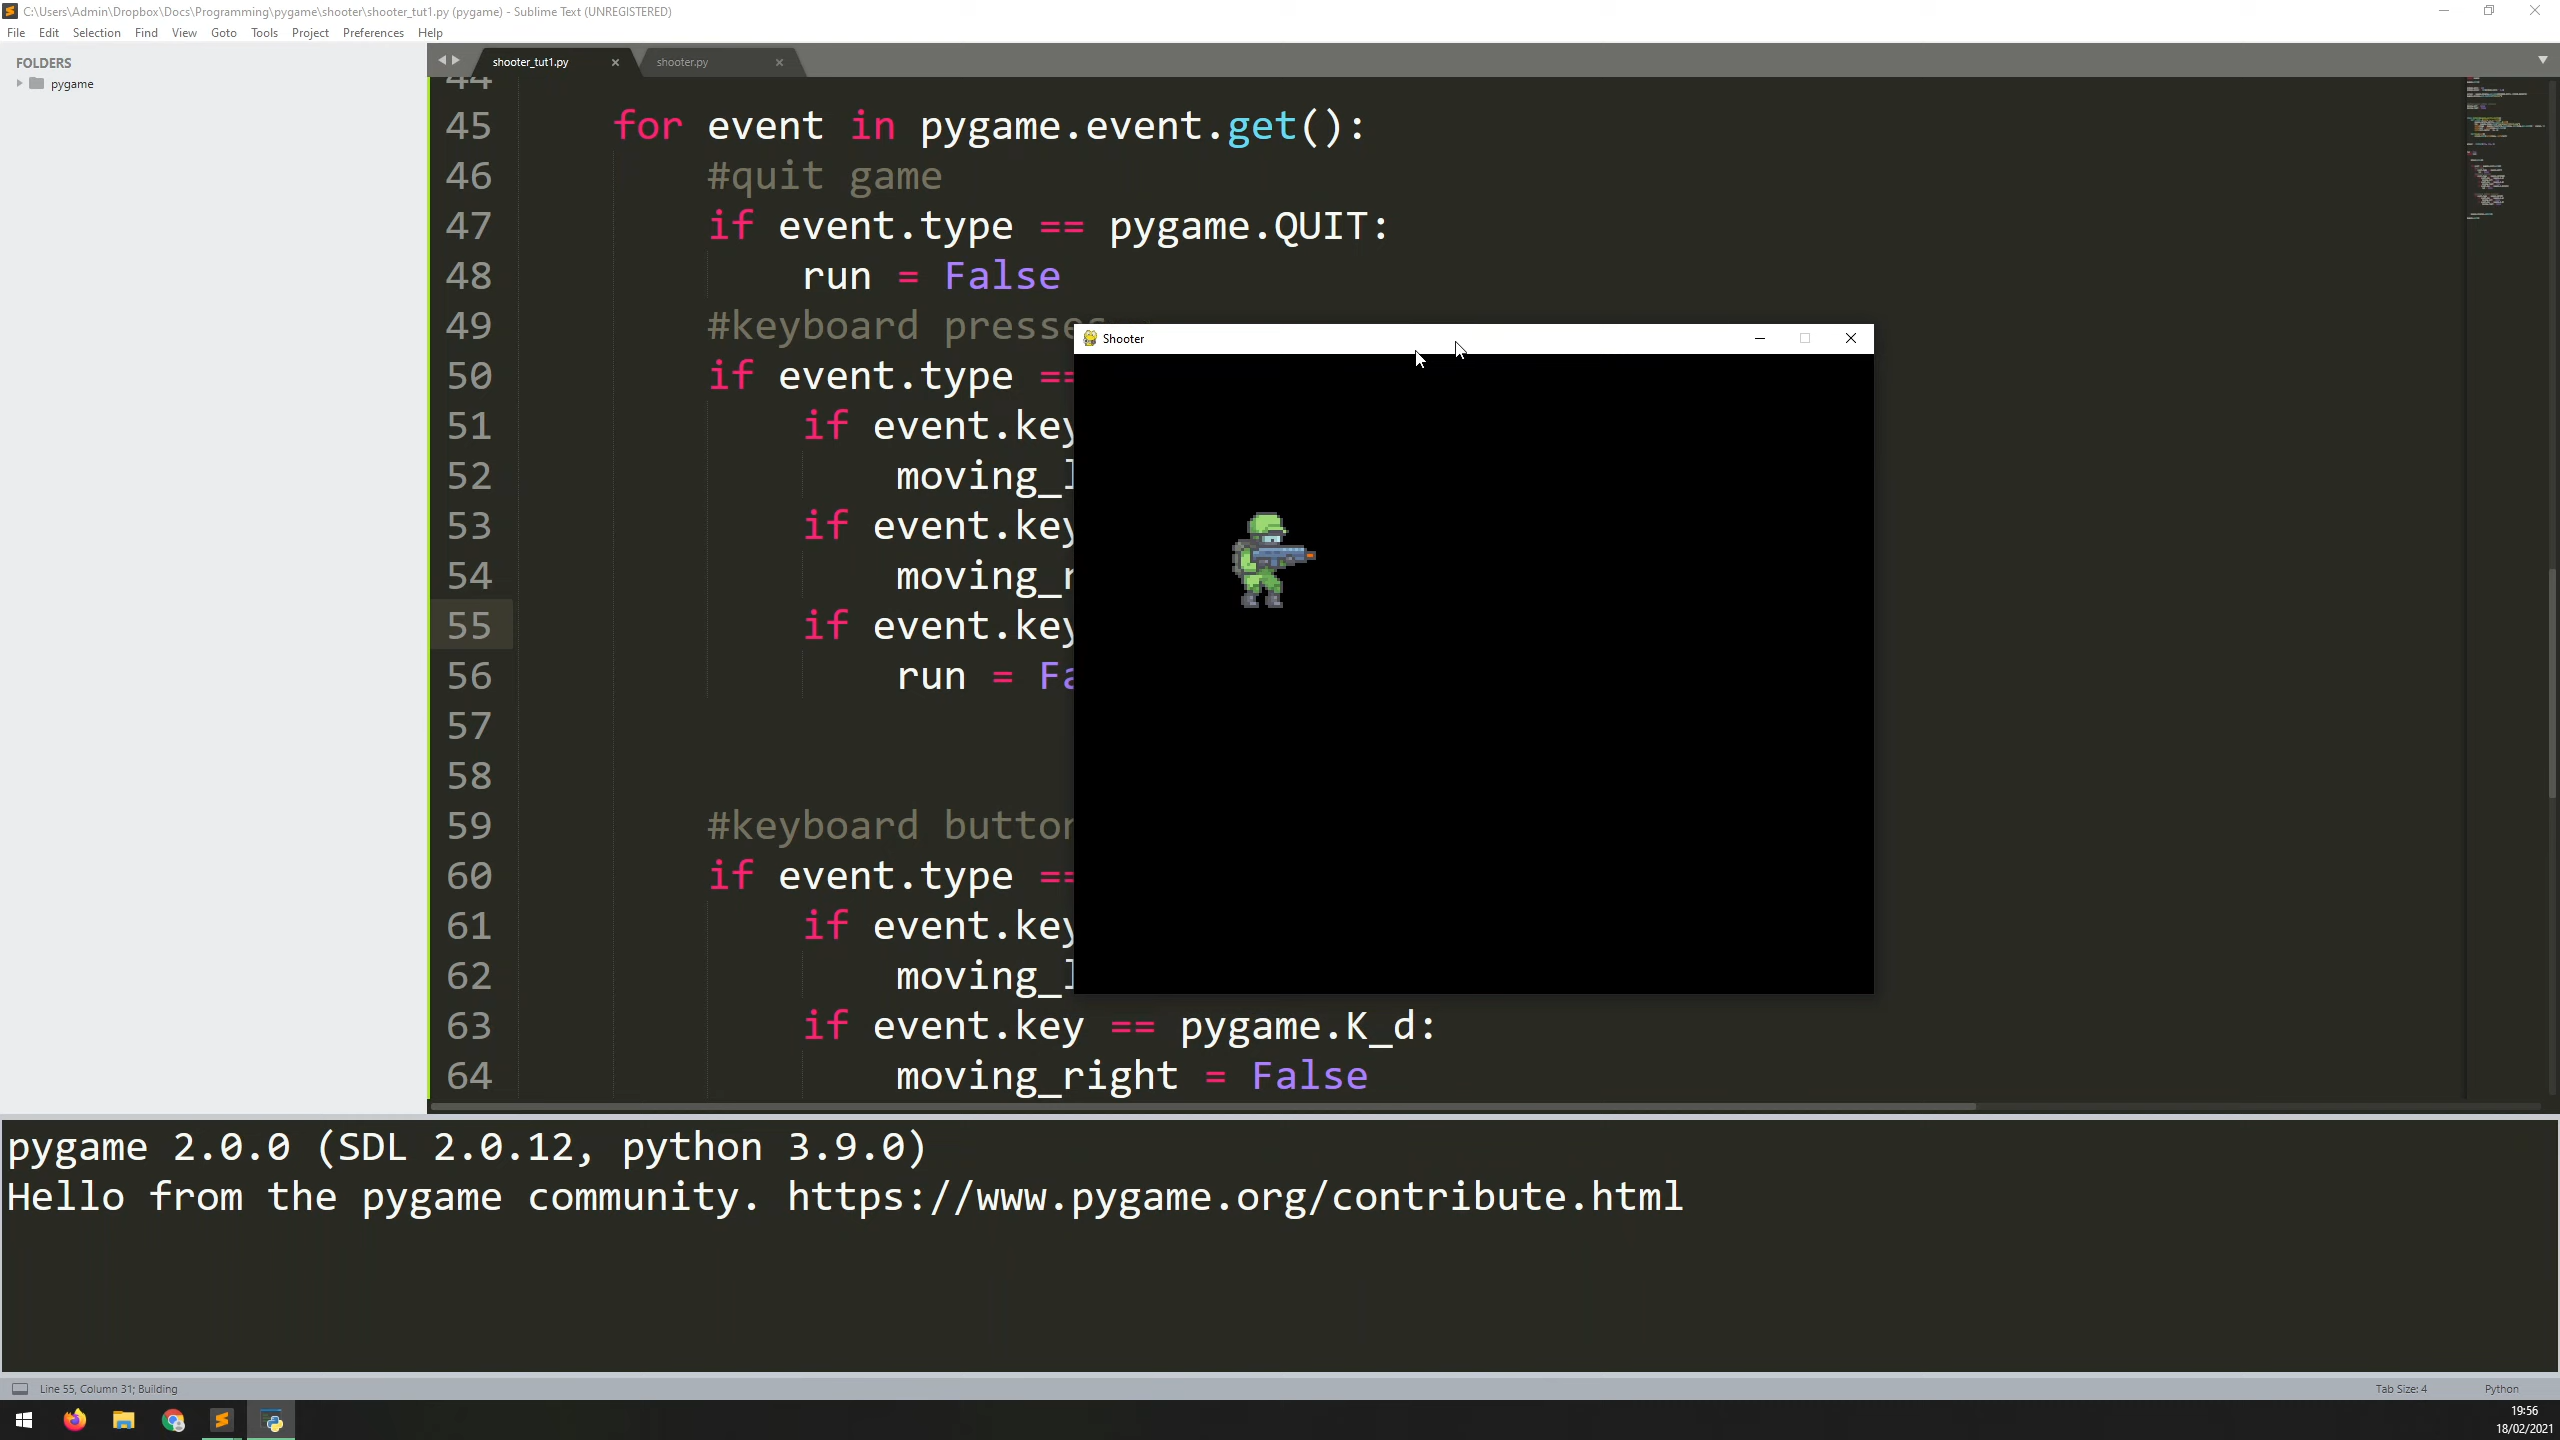 C:\Users\Admin\Dropbox\Docs\Programming\pygame\shooter\shooter_tut1.py (pygame) - Sublime Text (UNREGISTERED)
File Edit Selection Find View Goto Tools Project Preferences Help
FOLDERS
pygame
shooter_tut1.py
shooter.py
44
45 for event in pygame.event.get():
46 #quit game
47 if event.type == pygame.QUIT:
48 run = False
49 #keyboard presses
50 if event.type ==
51 if event.key
52 moving_l
53 if event.key
54 moving_r
55 if event.key
56 run = Fa
57
58
59 #keyboard button
60 if event.type ==
61 if event.key
62 moving_l
63 if event.key == pygame.K_d:
64 moving_right = False
Shooter
pygame 2.0.0 (SDL 2.0.12, python 3.9.0)
Hello from the pygame community. https://www.pygame.org/contribute.html
Line 55, Column 31; Building
Tab Size: 4
Python
19:56
18/02/2021